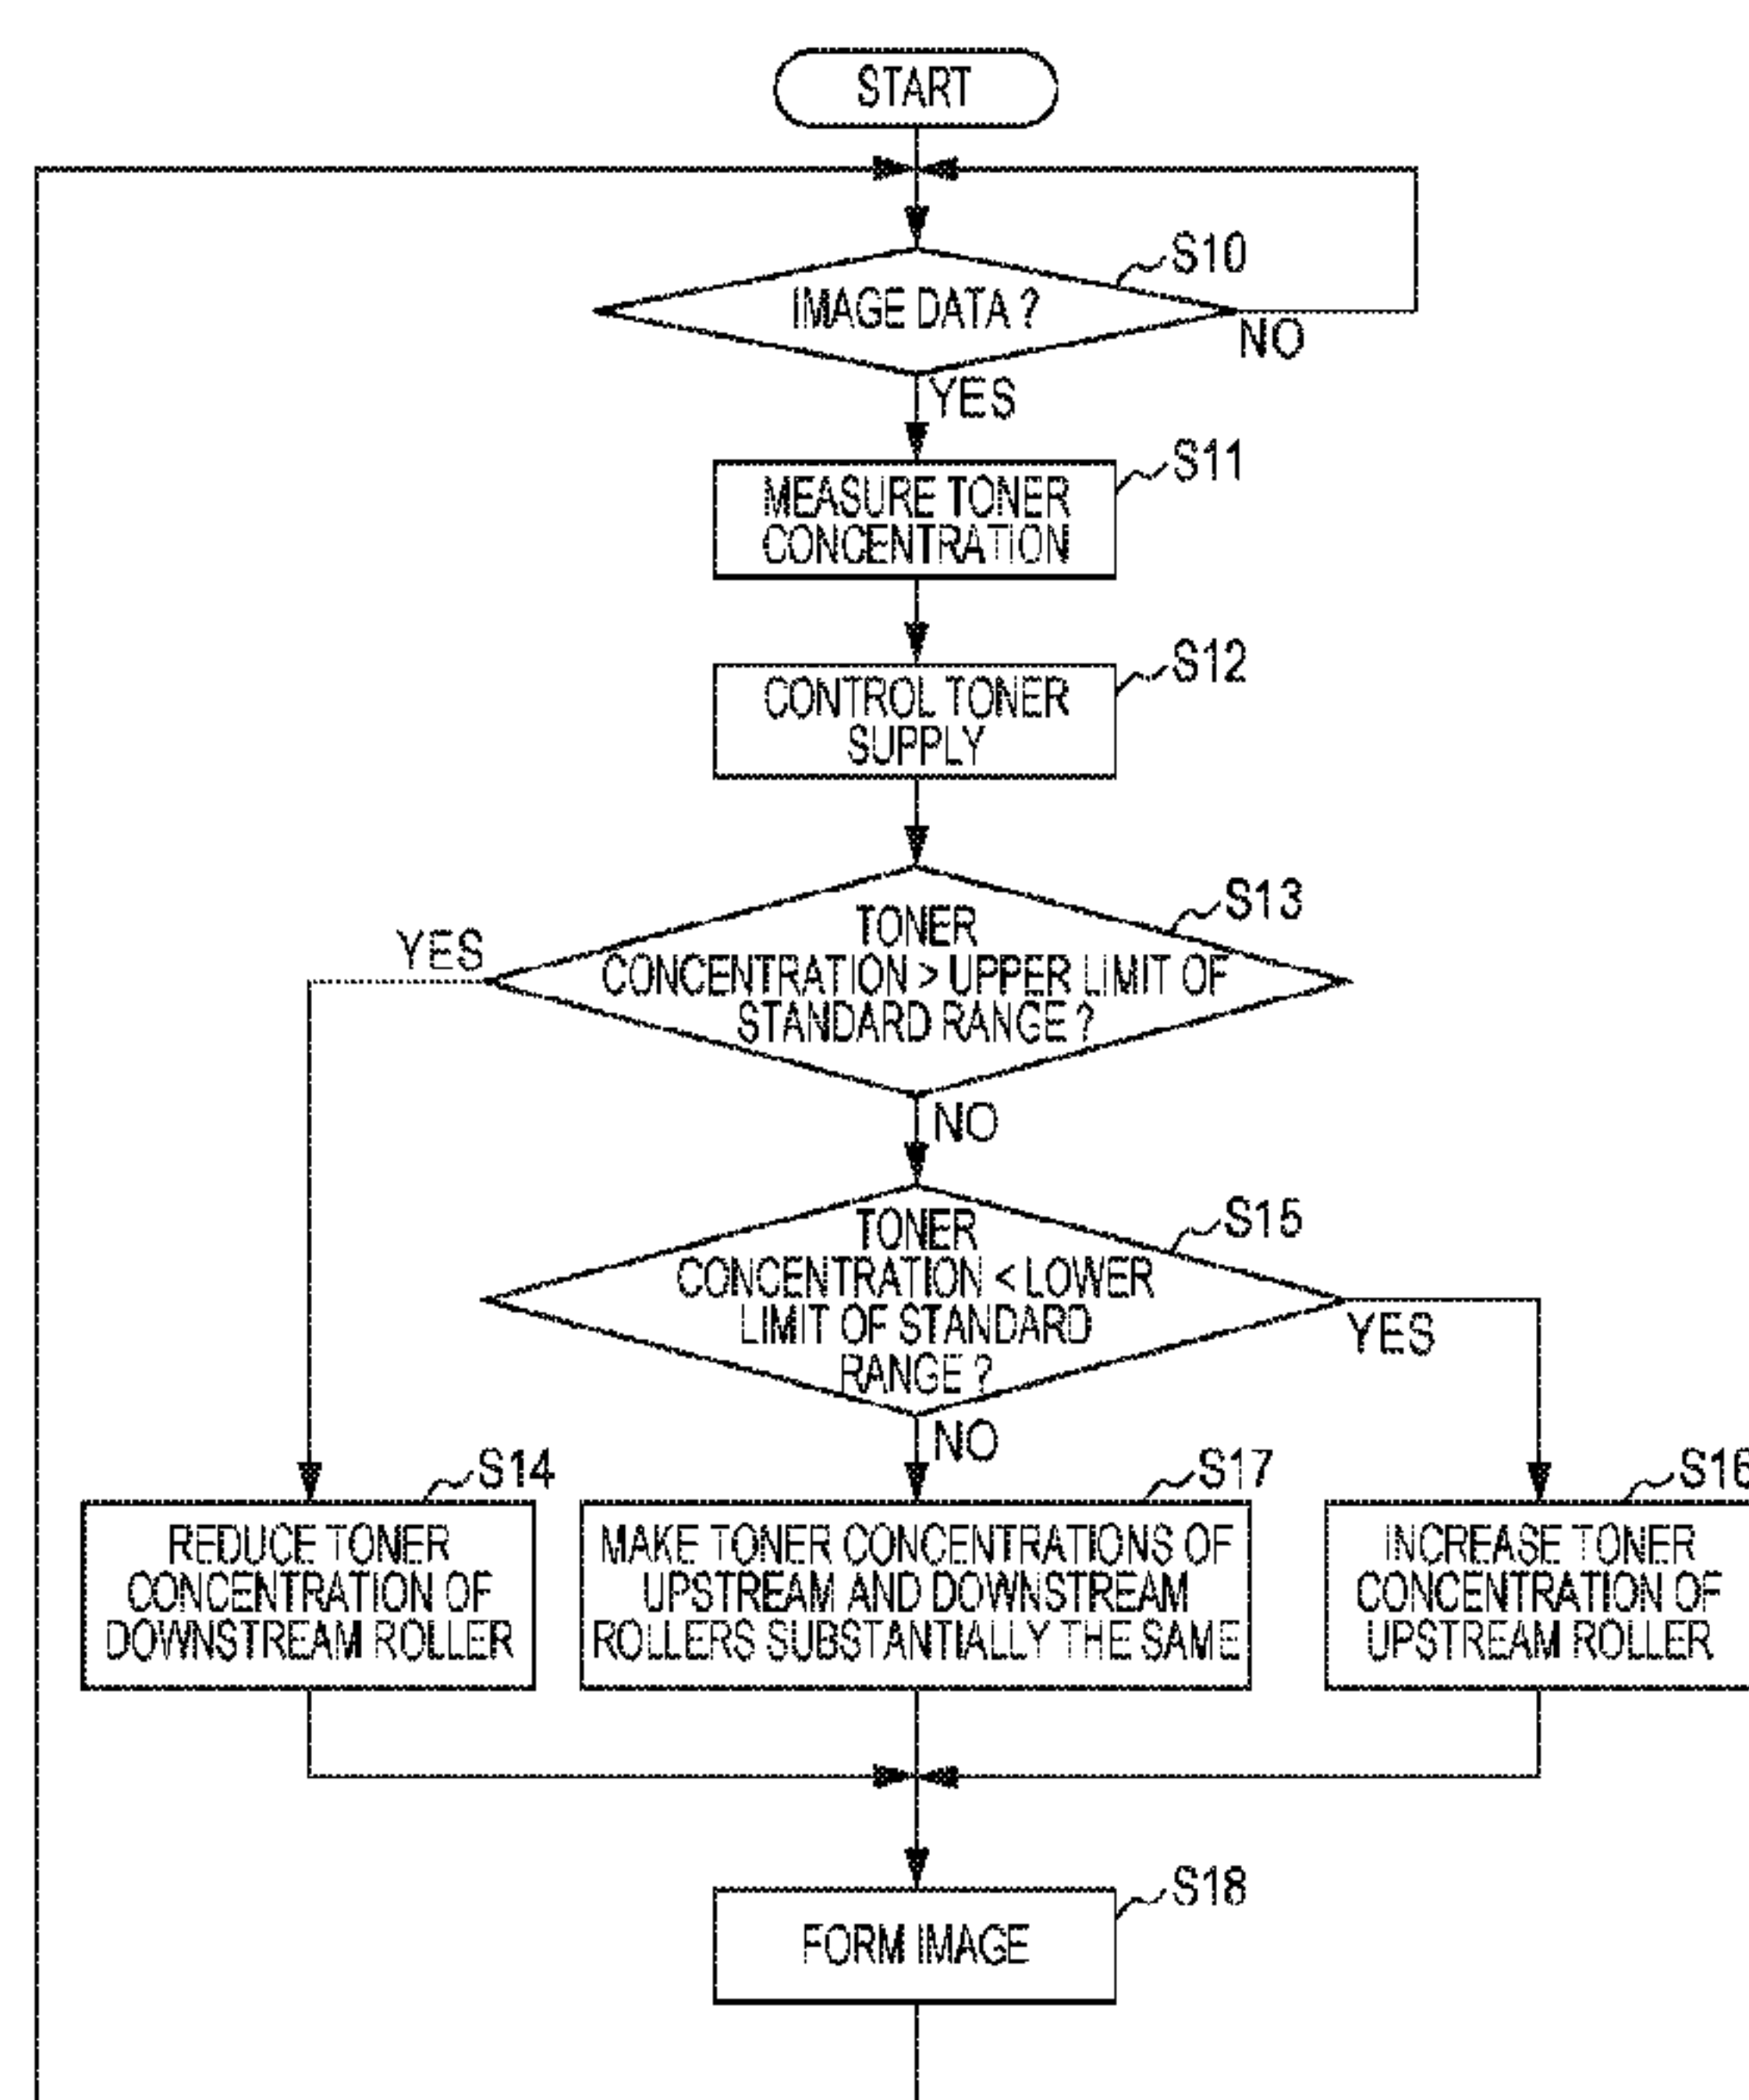 START
S10
IMAGE DATA ?
NO
YES
S11
MEASURE TONER
CONCENTRATION
S12
CONTROL TONER
SUPPLY
S13
YES
TONER
CONCENTRATION > UPPER LIMIT OF
STANDARD RANGE ?
NO
S15
TONER
CONCENTRATION < LOWER
LIMIT OF STANDARD
RANGE ?
YES
NO
S14
REDUCE TONER
CONCENTRATION OF
DOWNSTREAM ROLLER
S17
MAKE TONER CONCENTRATIONS OF
UPSTREAM AND DOWNSTREAM
ROLLERS SUBSTANTIALLY THE SAME
S16
INCREASE TONER
CONCENTRATION OF
UPSTREAM ROLLER
S18
FORM IMAGE